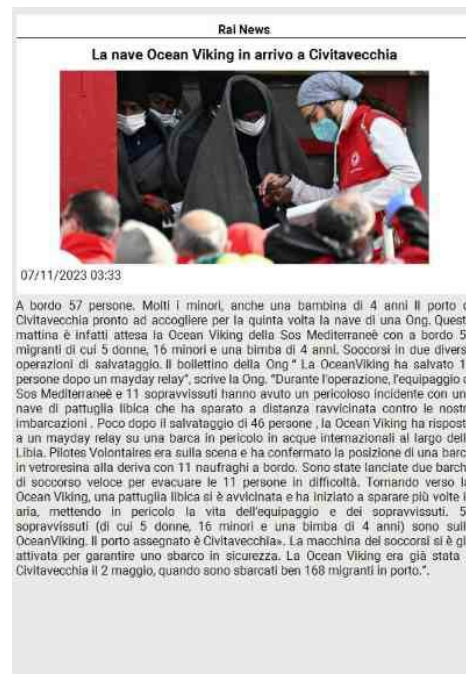 Rai News
La nave Ocean Viking in arrivo a Civitavecchia
07/11/2023 03:33
A bordo 57 persone. Molti i minori, anche una bambina di 4 anni Il porto
Civitavecchia pronto ad accogliere per la quinta volta la nave di una Ong.
mattina è infatti attesa la Ocean Viking della Sos Mediterraneé con a bordo
migranti di cui 5 donne, 16 minori e una bimba di 4 anni. Soccorsi in due
operazioni di salvataggio. Il bollettino della Ong " La OceanViking ha salvato
persone dopo un mayday relay", scrive la Ong. "Durante l'operazione, l'equipaggio
Sos Mediterraneé e 11 sopravvissuti hanno avuto un pericoloso incidente con
nave di pattuglia libica che ha sparato a distanza ravvicinata contro le
imbarcazioni . Poco dopo il salvataggio di 46 persone , la Ocean Viking ha
a un mayday relay su una barca in pericolo in acque internazionali al largo
Libia. Pilotes Volontaires era sulla scena e ha confermato la posizione di una
in vetroresina alla deriva con 11 naufraghi a bordo. Sono state lanciate due
di soccorso veloce per evacuare le 11 persone in difficoltà. Tornando verso
Ocean Viking, una pattuglia libica si è avvicinata e ha iniziato a sparare più volte
aria, mettendo in pericolo la vita dell'equipaggio e dei sopravvissuti.
sopravvissuti (di cui 5 donne, 16 minori e una bimba di 4 anni) sono
OceanViking. Il porto assegnato è Civitavecchia». La macchina dei soccorsi si è
attivata per garantire uno sbarco in sicurezza. La Ocean Viking era già stata
Civitavecchia il 2 maggio, quando sono sbarcati ben 168 migranti in porto.".